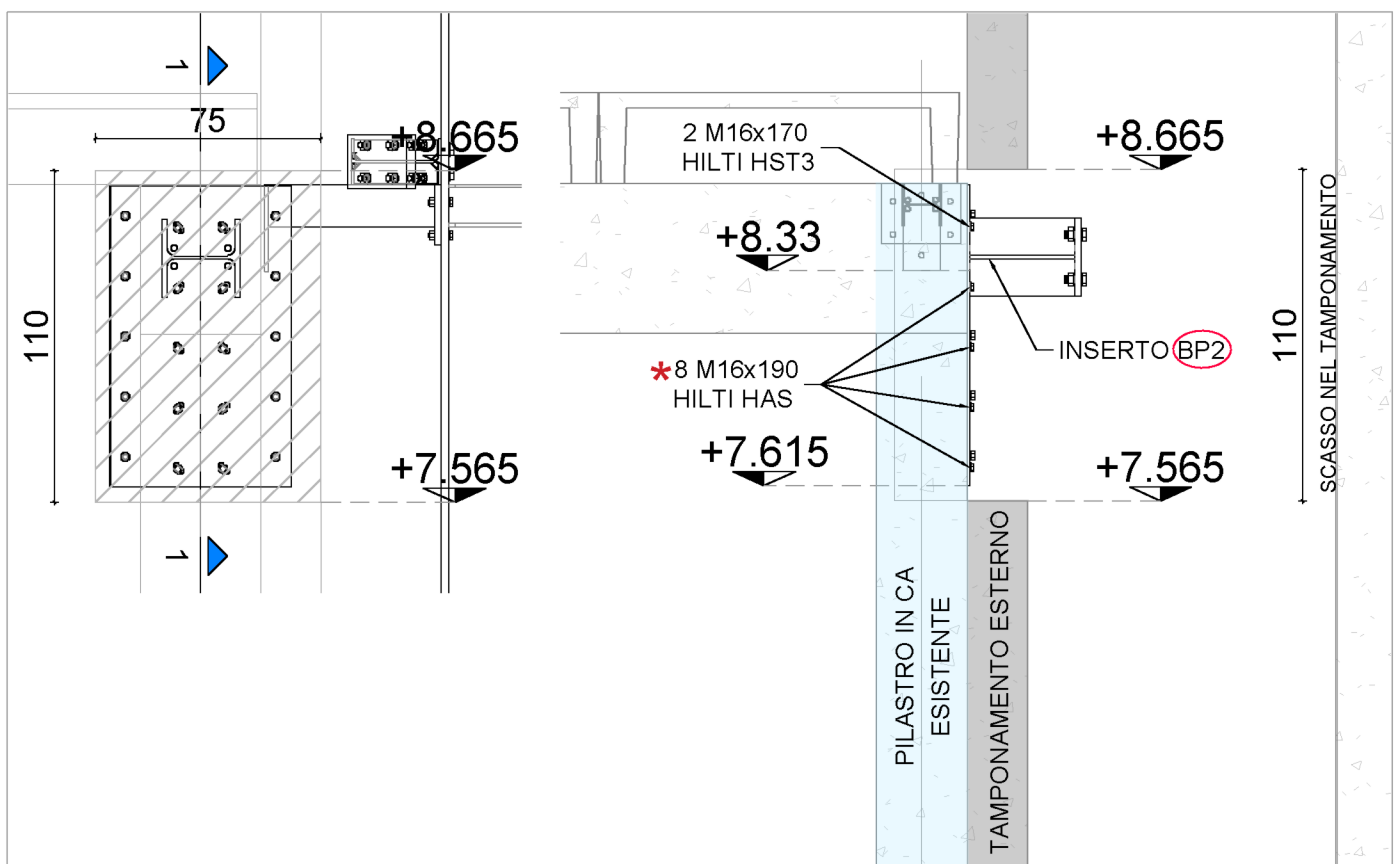 1
75
+8.665
110
+7.565
1
2 M16x170
HILTI HST3
+8.665
+8.33
INSERTO BP2
*8 M16x190
HILTI HAS
+7.615
+7.565
110
SCASSO NEL TAMPONAMENTO
PILASTRO IN CA
ESISTENTE
TAMPONAMENTO ESTERNO